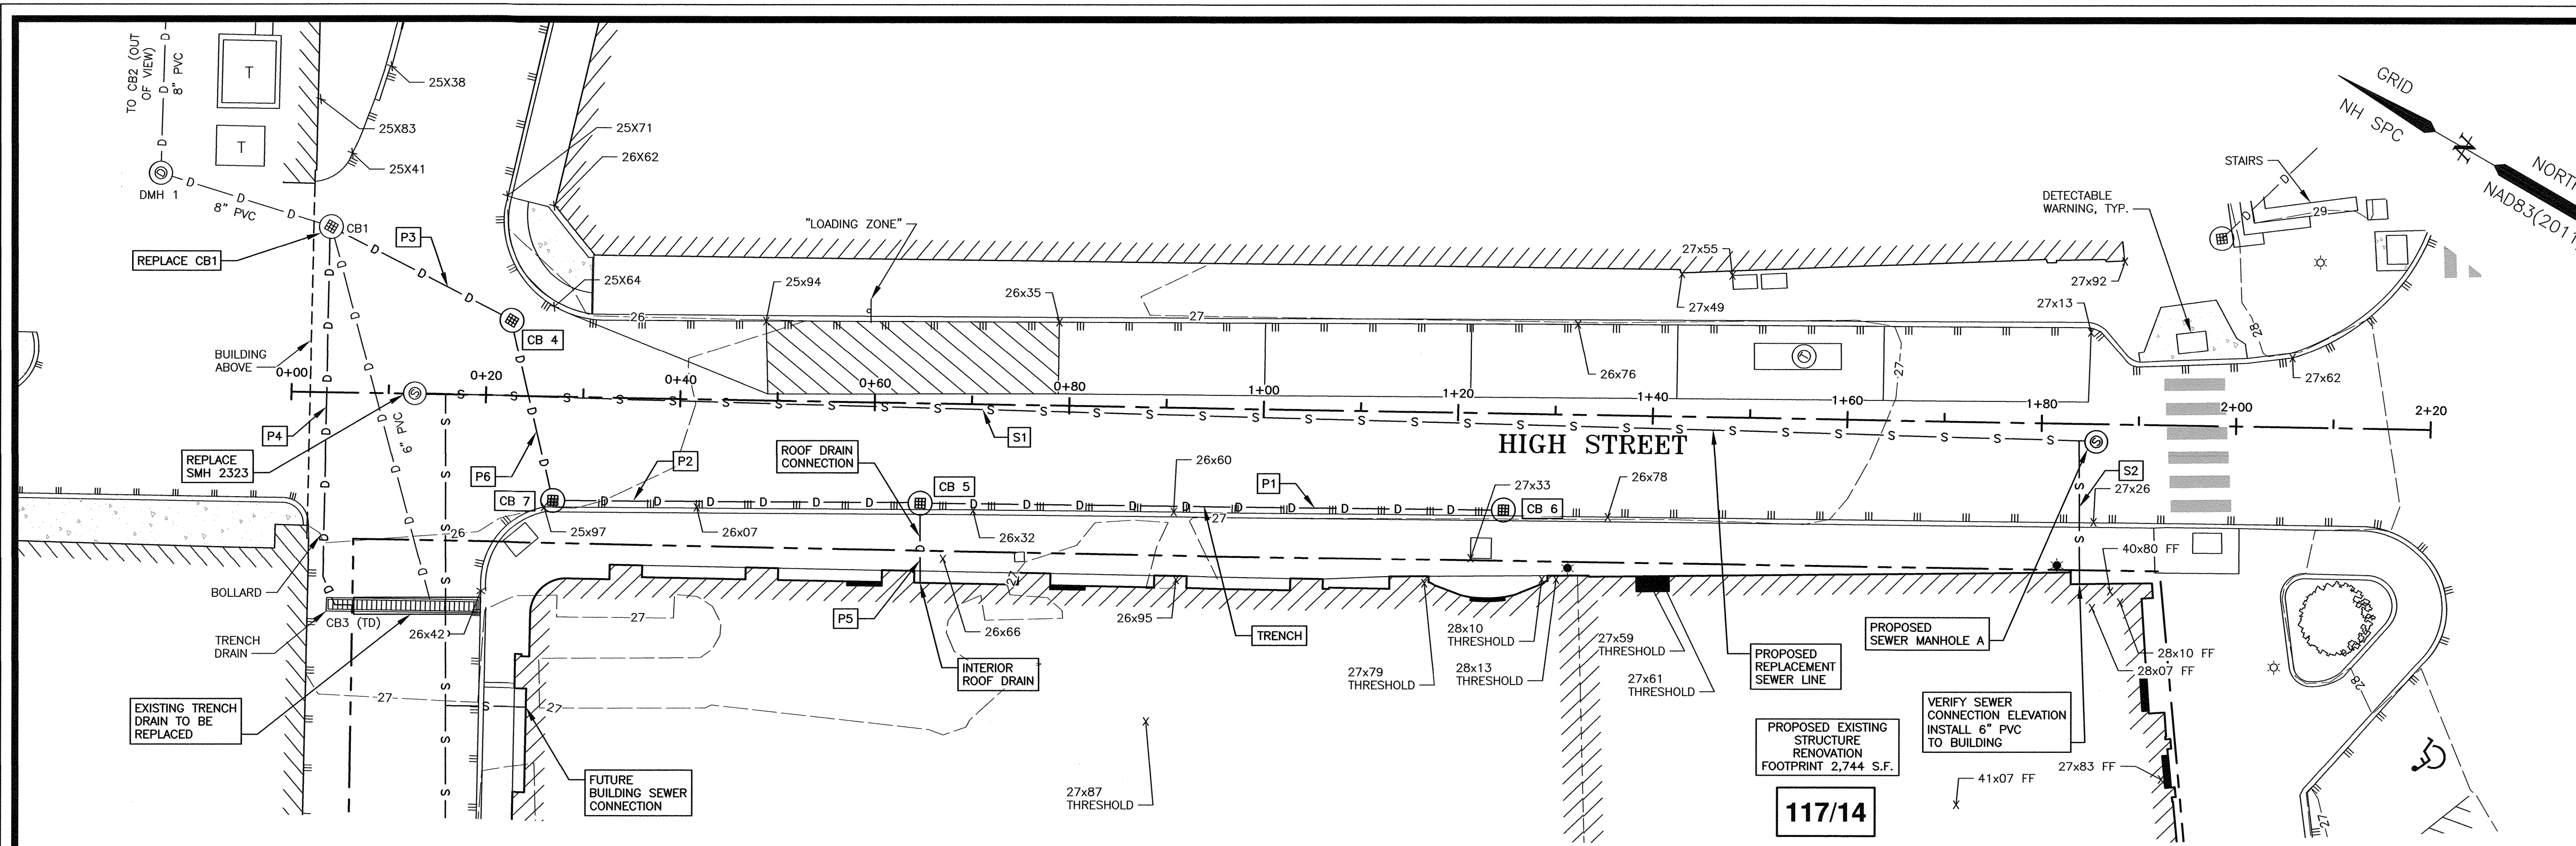 TO CB2 (OUT
OF VIEW)
8" PVC
D
D
T
T
DMH 1
8" PVC
CB1
REPLACE CB1
P3
25X38
25X83
25X41
25X71
26X62
25X64
CB 4
"LOADING ZONE"
25x94
26x35
26
27
27x55
27x49
27x92
27x13
26x76
27
STAIRS
29
DETECTABLE
WARNING, TYP.
28
27x62
GRID
NH SPC
N
NAD83(201
BUILDING
ABOVE
0+00
0+20
0+40
0+60
0+80
1+00
1+20
1+40
1+60
1+80
2+00
2+20
P4
REPLACE
SMH 2323
6" PVC
S
S1
HIGH STREET
P6
P2
CB 7
ROOF DRAIN
CONNECTION
CB 5
26x60
P1
27x33
CB 6
26x78
S2
27x26
25x97
26x07
26x32
26
27
BOLLARD
TRENCH
DRAIN
CB3 (TD)
26x42
27
27
P5
26x66
27
INTERIOR
ROOF DRAIN
26x95
TRENCH
27x79
THRESHOLD
28x10
THRESHOLD
28x13
THRESHOLD
27x59
THRESHOLD
27x61
THRESHOLD
PROPOSED
REPLACEMENT
SEWER LINE
PROPOSED
SEWER MANHOLE A
40x80 FF
28x10 FF
28x07 FF
28
EXISTING TRENCH
DRAIN TO BE
REPLACED
27
FUTURE
BUILDING SEWER
CONNECTION
27x87
THRESHOLD
PROPOSED EXISTING
STRUCTURE
RENOVATION
FOOTPRINT 2,744 S.F.
117/14
VERIFY SEWER
CONNECTION ELEVATION
INSTALL 6" PVC
TO BUILDING
41x07 FF
27x83 FF
27